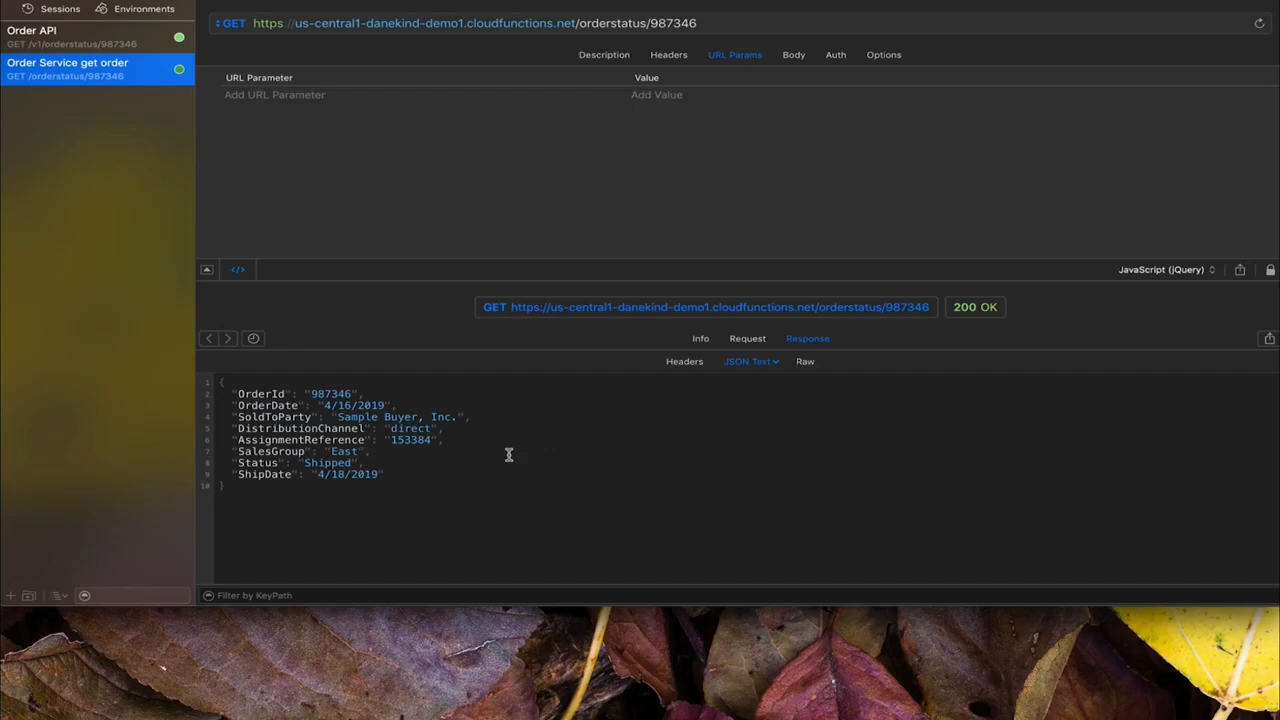 Sessions Environments
Order API
GET /v1/orderstatus/987346
Order Service get order
GET /orderstatus/987346
GET https://us-central1-danekind-demo1.cloudfunctions.net/orderstatus/987346
Description Headers URL Params Body Auth Options
URL Parameter Value
Add URL Parameter Add Value
</> JavaScript (jQuery)
GET https://us-central1-danekind-demo1.cloudfunctions.net/orderstatus/987346 200 OK
Info Request Response
Headers JSON Text Raw
1 {
2 "OrderId": "987346",
3 "OrderDate": "4/16/2019",
4 "SoldToParty": "Sample Buyer, Inc.",
5 "DistributionChannel": "direct",
6 "AssignmentReference": "153384",
7 "SalesGroup": "East",
8 "Status": "Shipped",
9 "ShipDate": "4/18/2019"
10 }
Filter by KeyPath